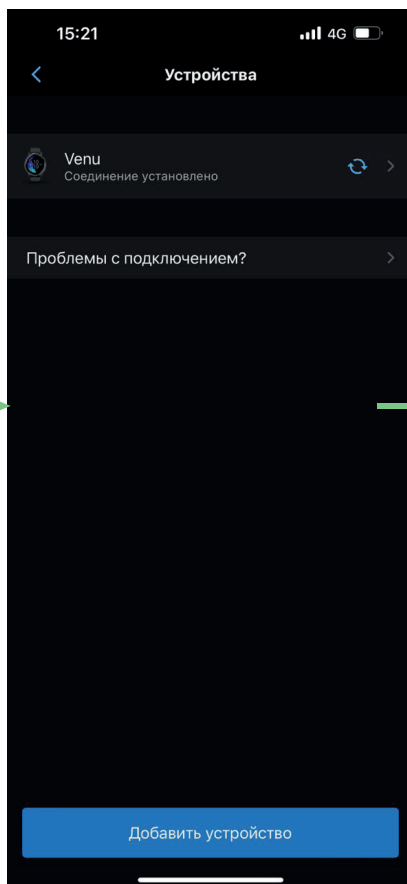 15:21 4G
Устройства
Venu
Соединение установлено
Проблемы с подключением?
Добавить устройство